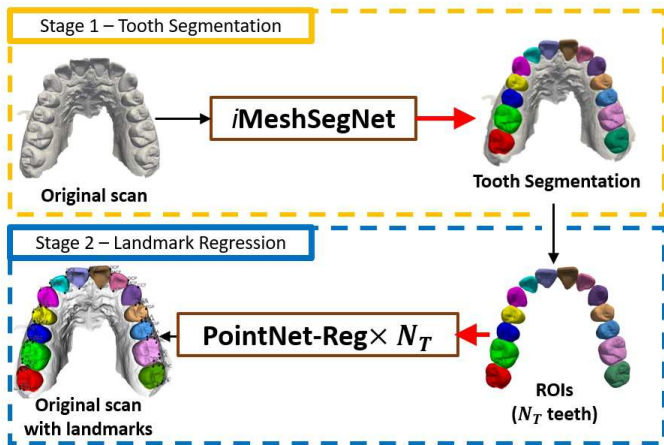 Stage 1 – Tooth Segmentation
iMeshSegNet
Original scan
Tooth Segmentation
Stage 2 – Landmark Regression
PointNet-Reg× N_T
Original scan
with landmarks
ROIs
(N_T teeth)